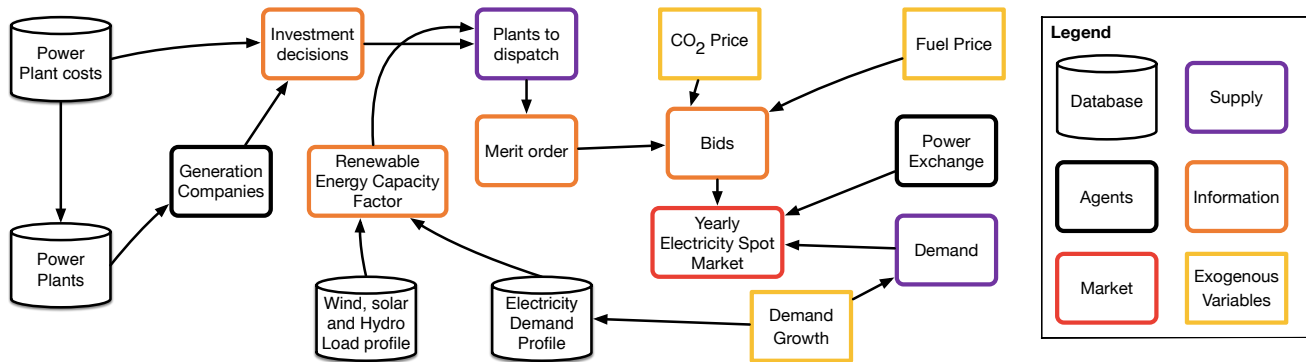 Power
Plant costs
Investment
decisions
Plants to
dispatch
CO2 Price
Fuel Price
Generation
Companies
Renewable
Energy Capacity
Factor
Merit order
Bids
Power
Exchange
Power
Plants
Wind, solar
and Hydro
Load profile
Electricity
Demand
Profile
Yearly
Electricity Spot
Market
Demand
Demand
Growth
Legend
Database
Supply
Agents
Information
Market
Exogenous
Variables